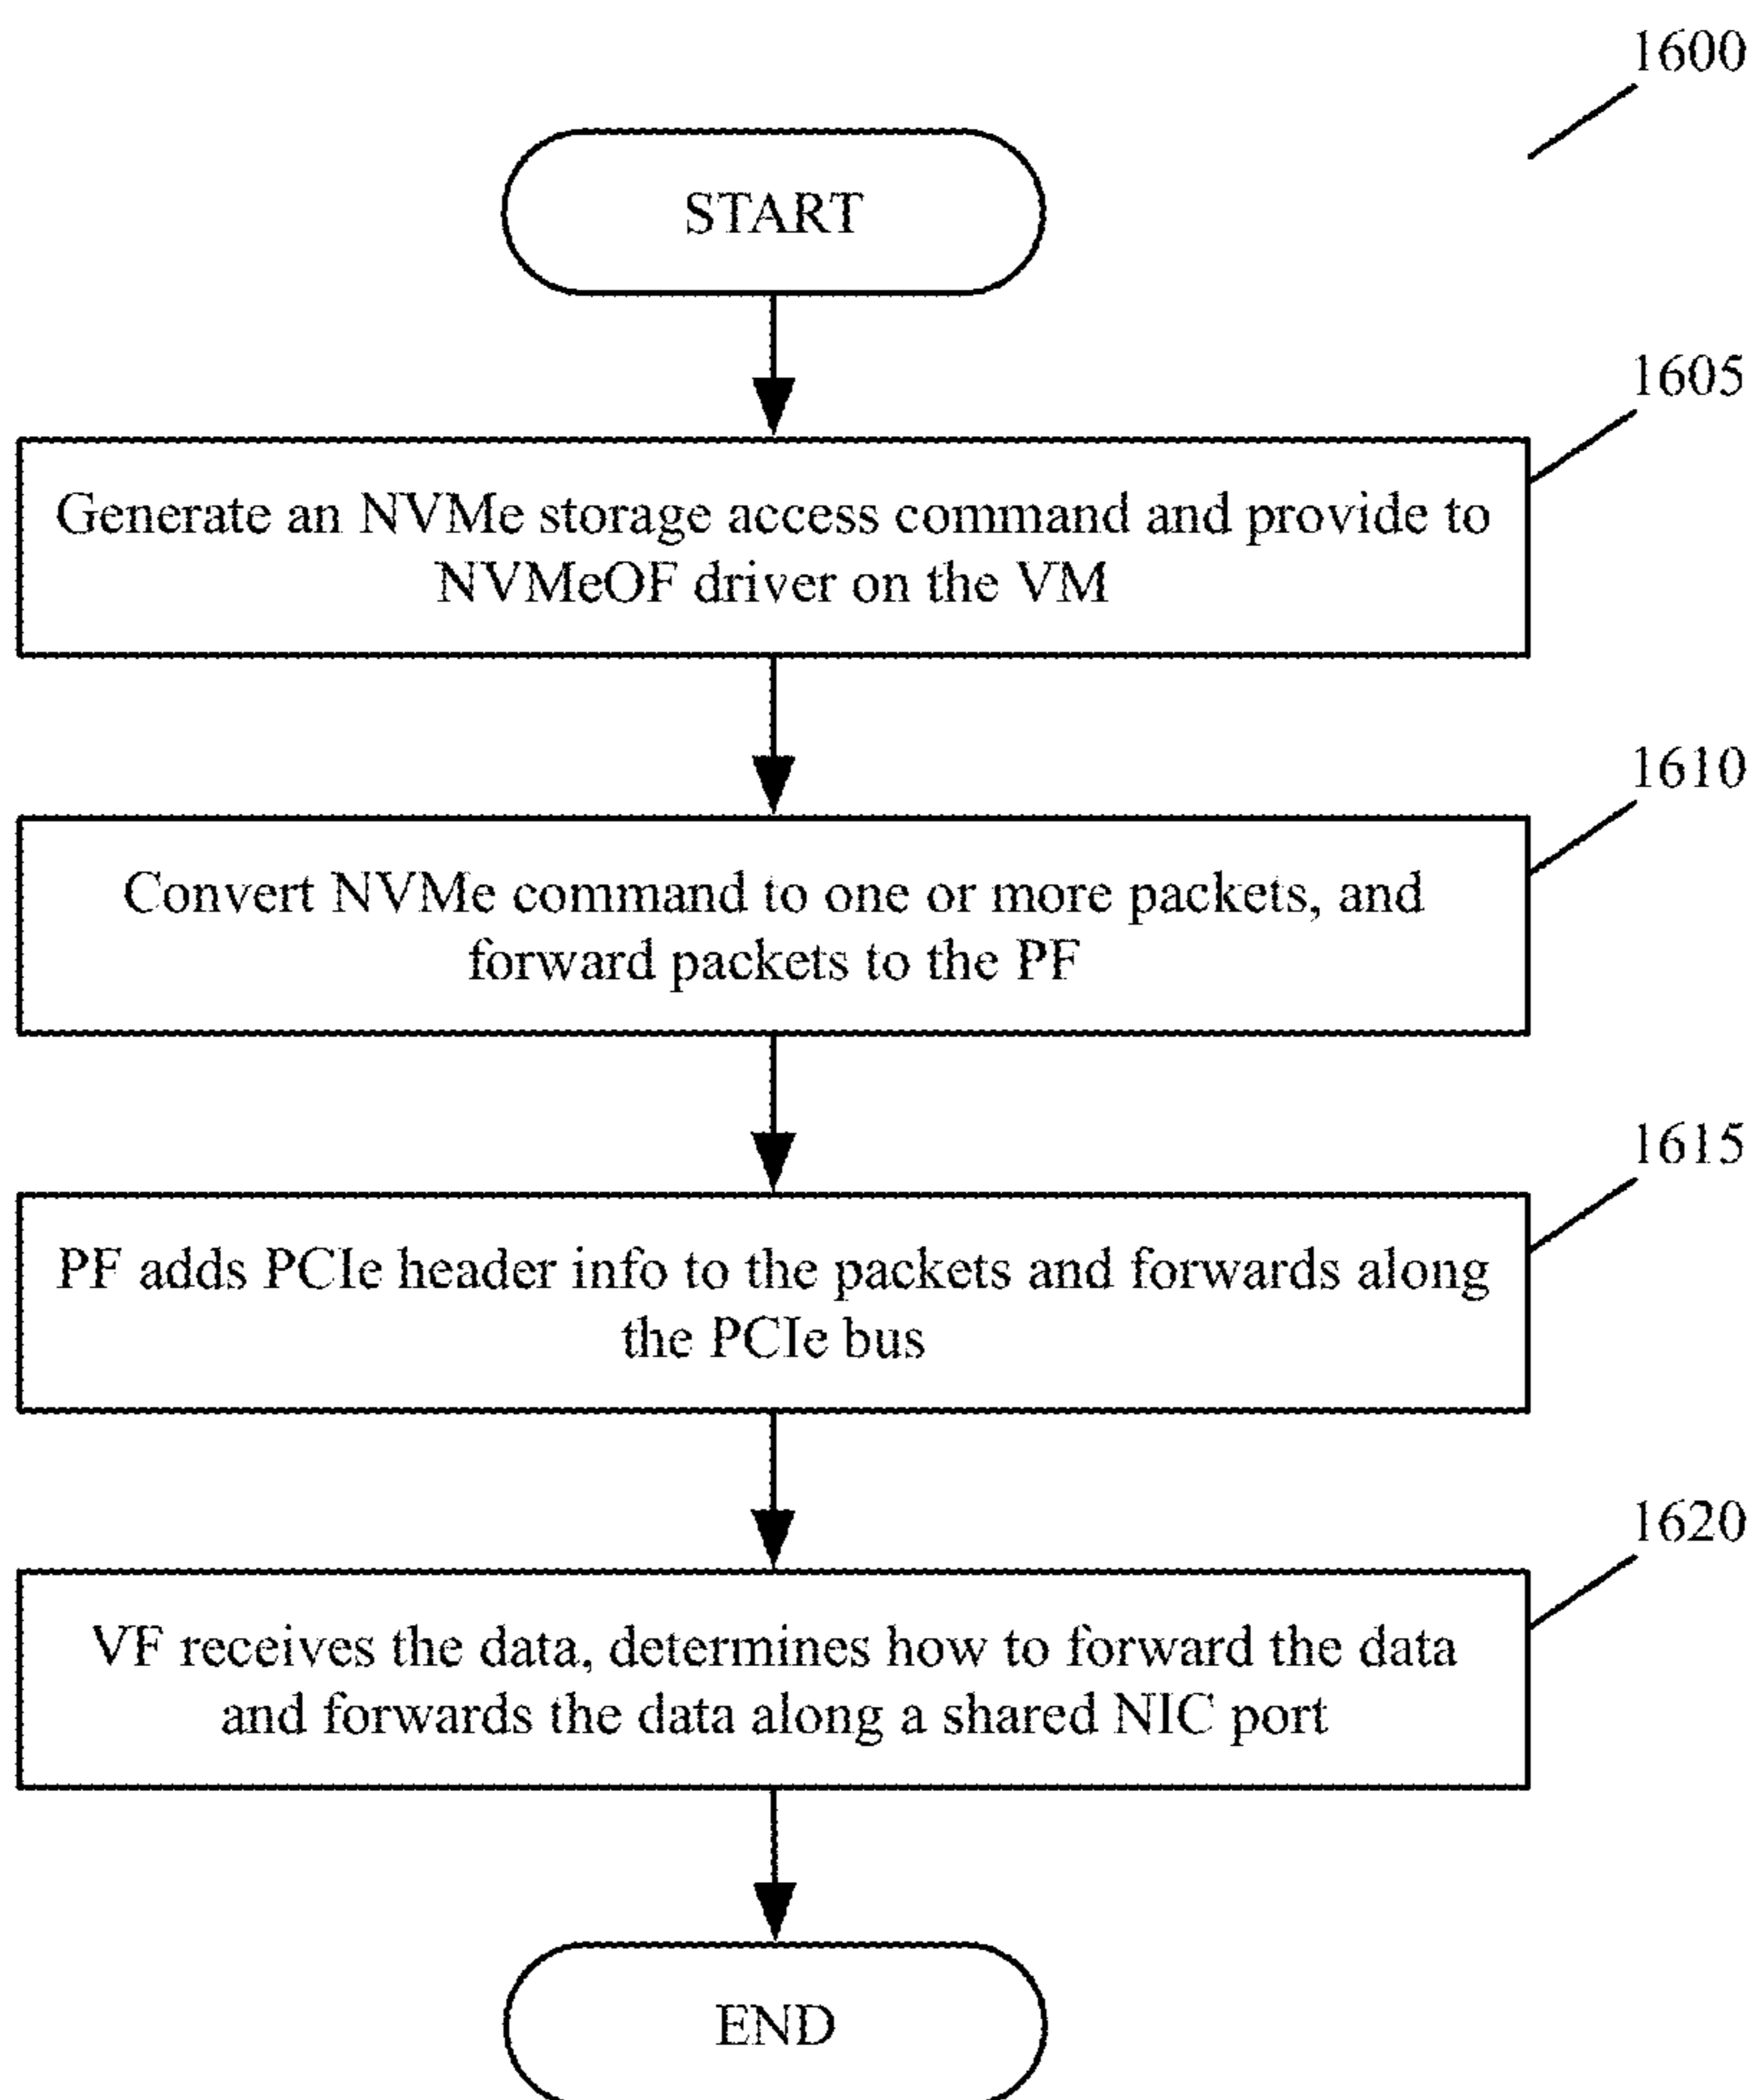 1600
START
1605
Generate an NVMe storage access command and provide to
NVMeOF driver on the VM
1610
Convert NVMe command to one or more packets, and
forward packets to the PF
1615
PF adds PCIe header info to the packets and forwards along
the PCIe bus
1620
VF receives the data, determines how to forward the data
and forwards the data along a shared NIC port
END